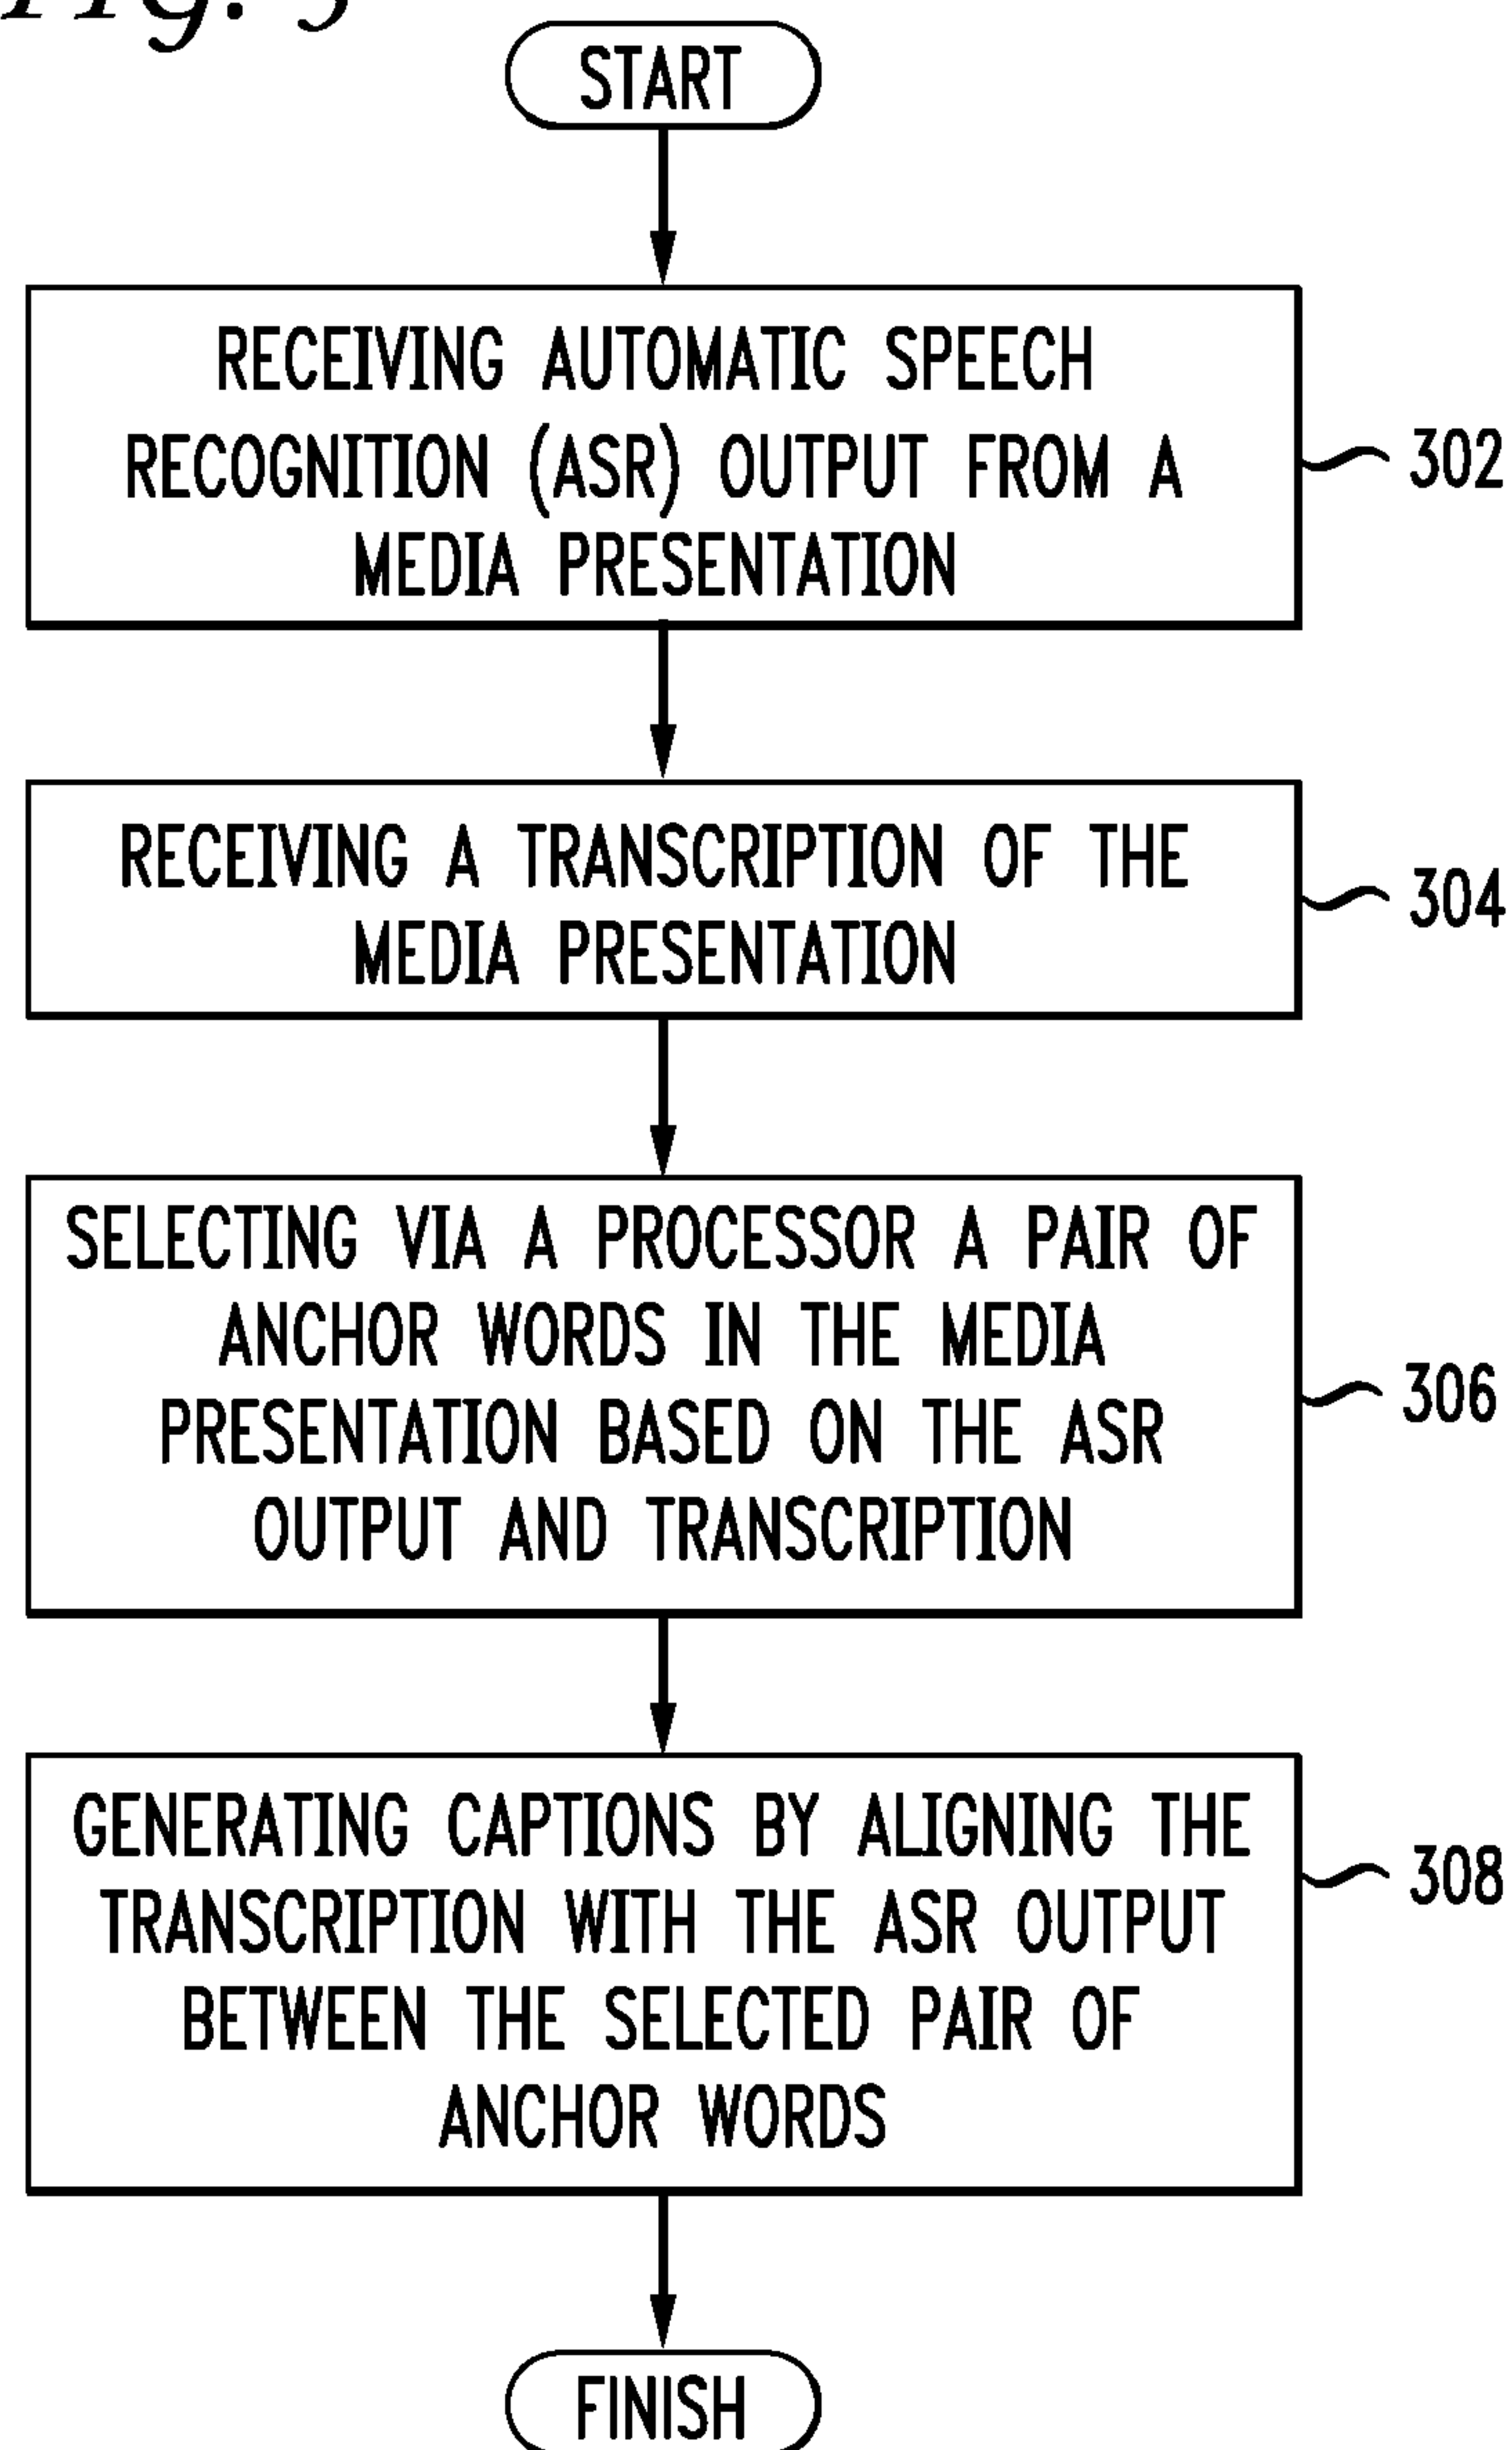 Fig.
START
RECEIVING AUTOMATIC SPEECH
RECOGNITION (ASR) OUTPUT FROM A
MEDIA PRESENTATION
302
RECEIVING A TRANSCRIPTION OF THE
MEDIA PRESENTATION
304
SELECTING VIA A PROCESSOR A PAIR OF
ANCHOR WORDS IN THE MEDIA
PRESENTATION BASED ON THE ASR
OUTPUT AND TRANSCRIPTION
306
GENERATING CAPTIONS BY ALIGNING THE
TRANSCRIPTION WITH THE ASR OUTPUT
BETWEEN THE SELECTED PAIR OF
ANCHOR WORDS
308
FINISH